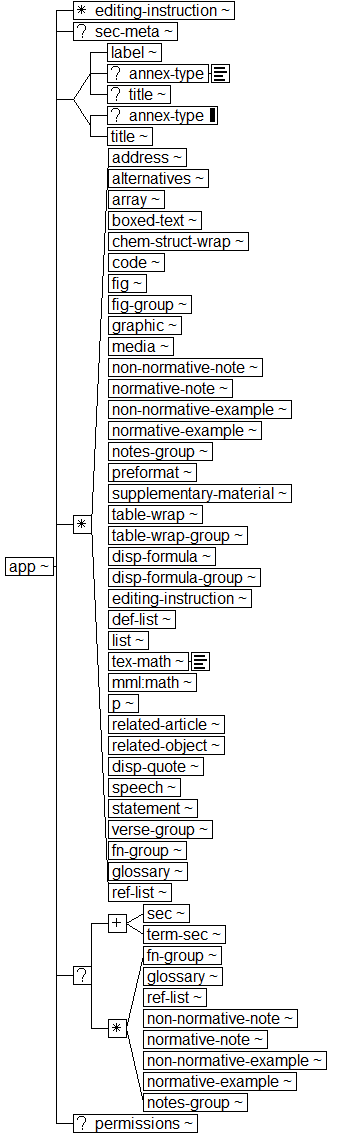 * editing-instruction ~
? sec-meta ~
label ~
? annex-type
? title ~
? annex-type
title ~
address ~
alternatives ~
array ~
boxed-text ~
chem-struct-wrap ~
code ~
fig ~
fig-group ~
graphic ~
media ~
non-normative-note ~
normative-note ~
non-normative-example ~
normative-example ~
notes-group ~
preformat ~
supplementary-material ~
table-wrap ~
*
table-wrap-group ~
disp-formula ~
app ~
disp-formula-group ~
editing-instruction ~
def-list ~
list ~
tex-math ~
mml:math ~
p ~
related-article ~
related-object ~
disp-quote ~
speech ~
statement ~
verse-group ~
fn-group ~
glossary ~
ref-list ~
sec ~
+
term-sec ~
fn-group ~
?
glossary ~
ref-list ~
non-normative-note ~
*
normative-note ~
non-normative-example ~
normative-example ~
notes-group ~
? permissions ~